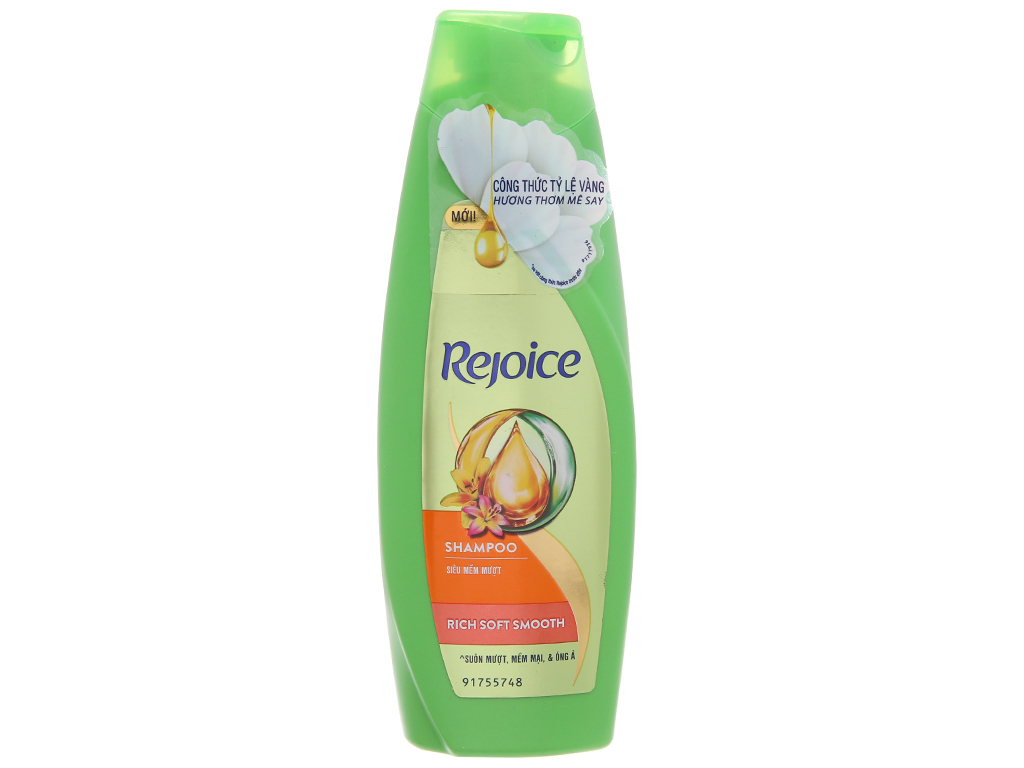 CÔNG THỨC TỶ LỆ VÀNG
HƯƠNG THƠM MÊ SAY
MỚI!
Rejoice
SHAMPOO
SIÊU MỀM MƯỢT
RICH SOFT SMOOTH
^SUÔN MƯỢT, MỀM MẠI, & ÓNG Ả
91755748